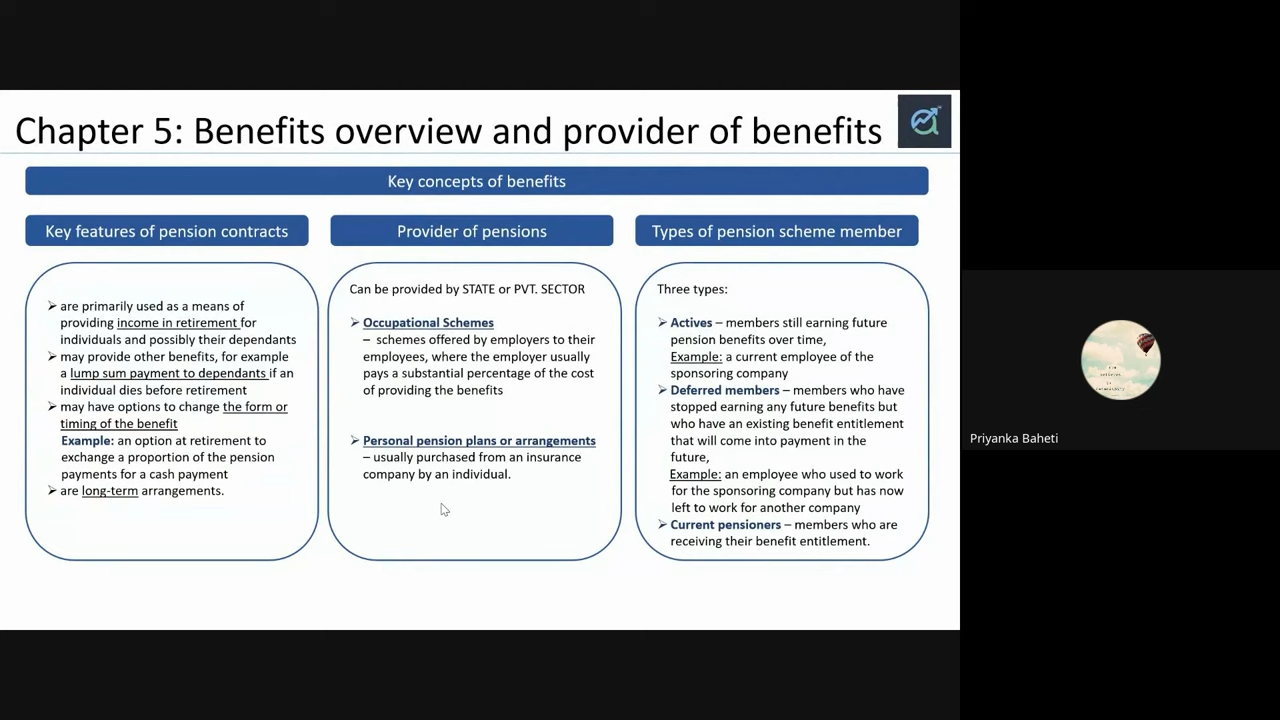 Chapter 5: Benefits overview and provider of benefits
Key concepts of benefits
Key features of pension contracts
➢ are primarily used as a means of
providing income in retirement for
individuals and possibly their dependants
➢ may provide other benefits, for example
a lump sum payment to dependants if an
individual dies before retirement
➢ may have options to change the form or
timing of the benefit
Example: an option at retirement to
exchange a proportion of the pension
payments for a cash payment
➢ are long-term arrangements.
Provider of pensions
Can be provided by STATE or PVT. SECTOR
➢ Occupational Schemes
– schemes offered by employers to their
employees, where the employer usually
pays a substantial percentage of the cost
of providing the benefits
➢ Personal pension plans or arrangements
– usually purchased from an insurance
company by an individual.
Types of pension scheme member
Three types:
➢ Actives – members still earning future
pension benefits over time,
Example: a current employee of the
sponsoring company
➢ Deferred members – members who have
stopped earning any future benefits but
who have an existing benefit entitlement
that will come into payment in the
future,
Example: an employee who used to work
for the sponsoring company but has now
left to work for another company
➢ Current pensioners – members who are
receiving their benefit entitlement.
Priyanka Baheti